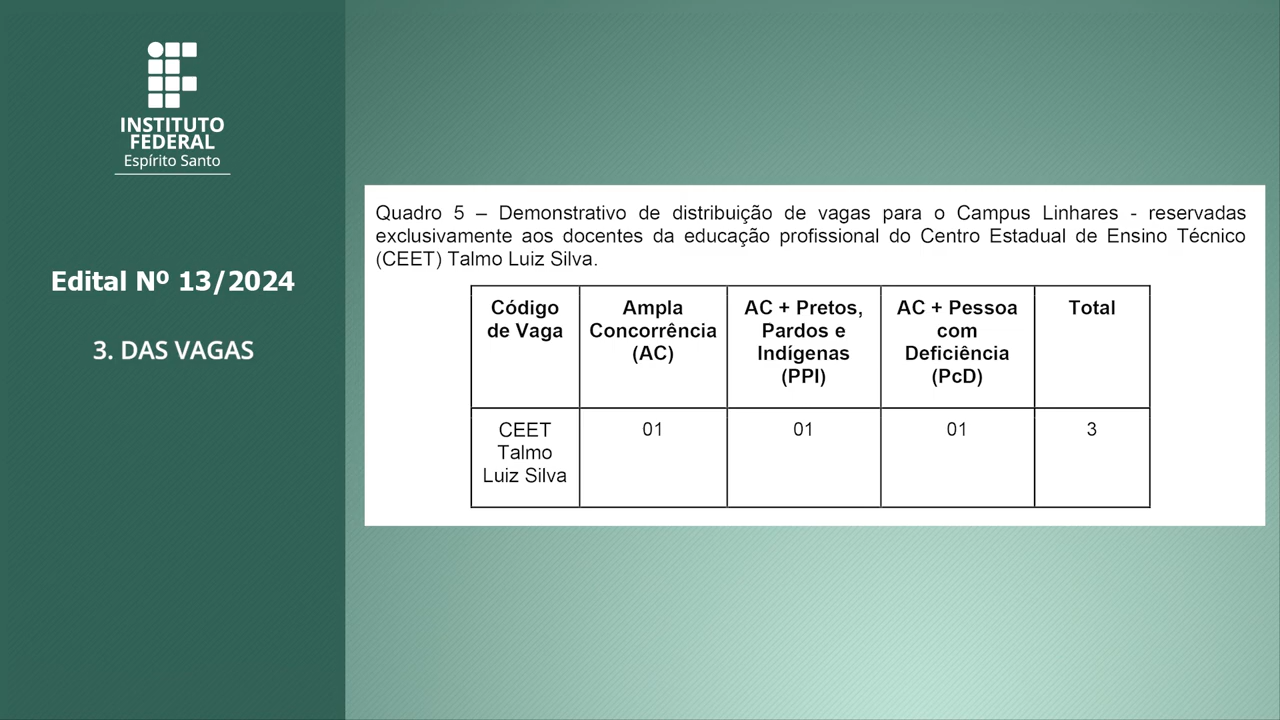 INSTITUTO
FEDERAL
Espírito Santo
Edital Nº 13/2024
3. DAS VAGAS
Quadro 5 – Demonstrativo de distribuição de vagas para o Campus Linhares - reservadas
exclusivamente aos docentes da educação profissional do Centro Estadual de Ensino Técnico
(CEET) Talmo Luiz Silva.
Código
de Vaga
Ampla
Concorrência
(AC)
AC + Pretos,
Pardos e
Indígenas
(PPI)
AC + Pessoa
com
Deficiência
(PcD)
Total
CEET
Talmo
Luiz Silva
01
01
01
3